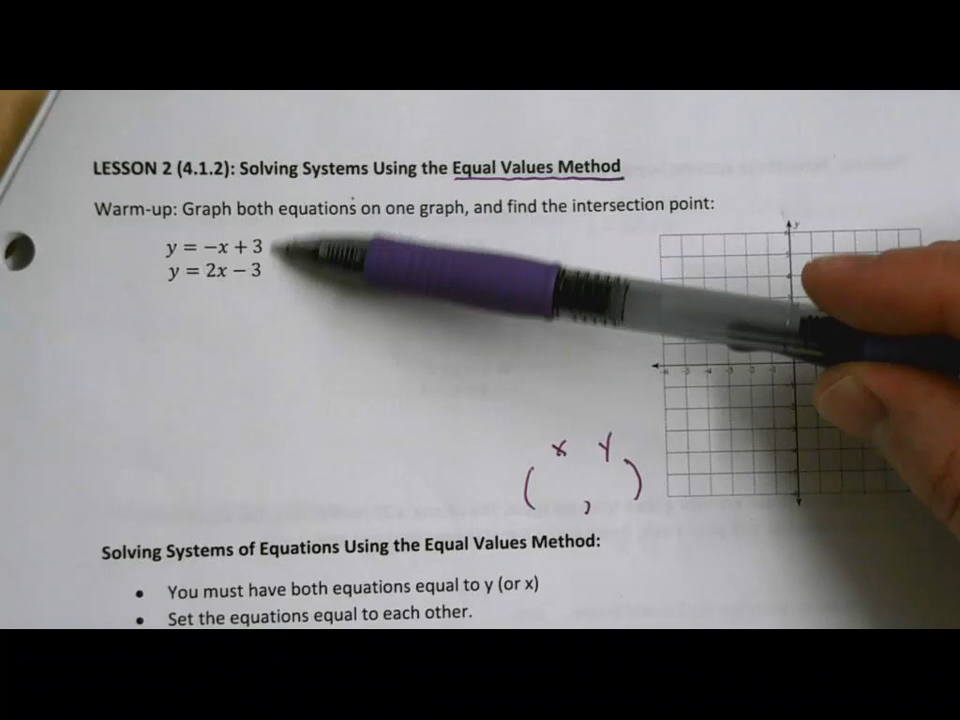 LESSON 2 (4.1.2): Solving Systems Using the Equal Values Method
Warm-up: Graph both equations on one graph, and find the intersection point:
y = −x + 3
y = 2x − 3
y
x y
( , )
Solving Systems of Equations Using the Equal Values Method:
• You must have both equations equal to y (or x)
• Set the equations equal to each other.